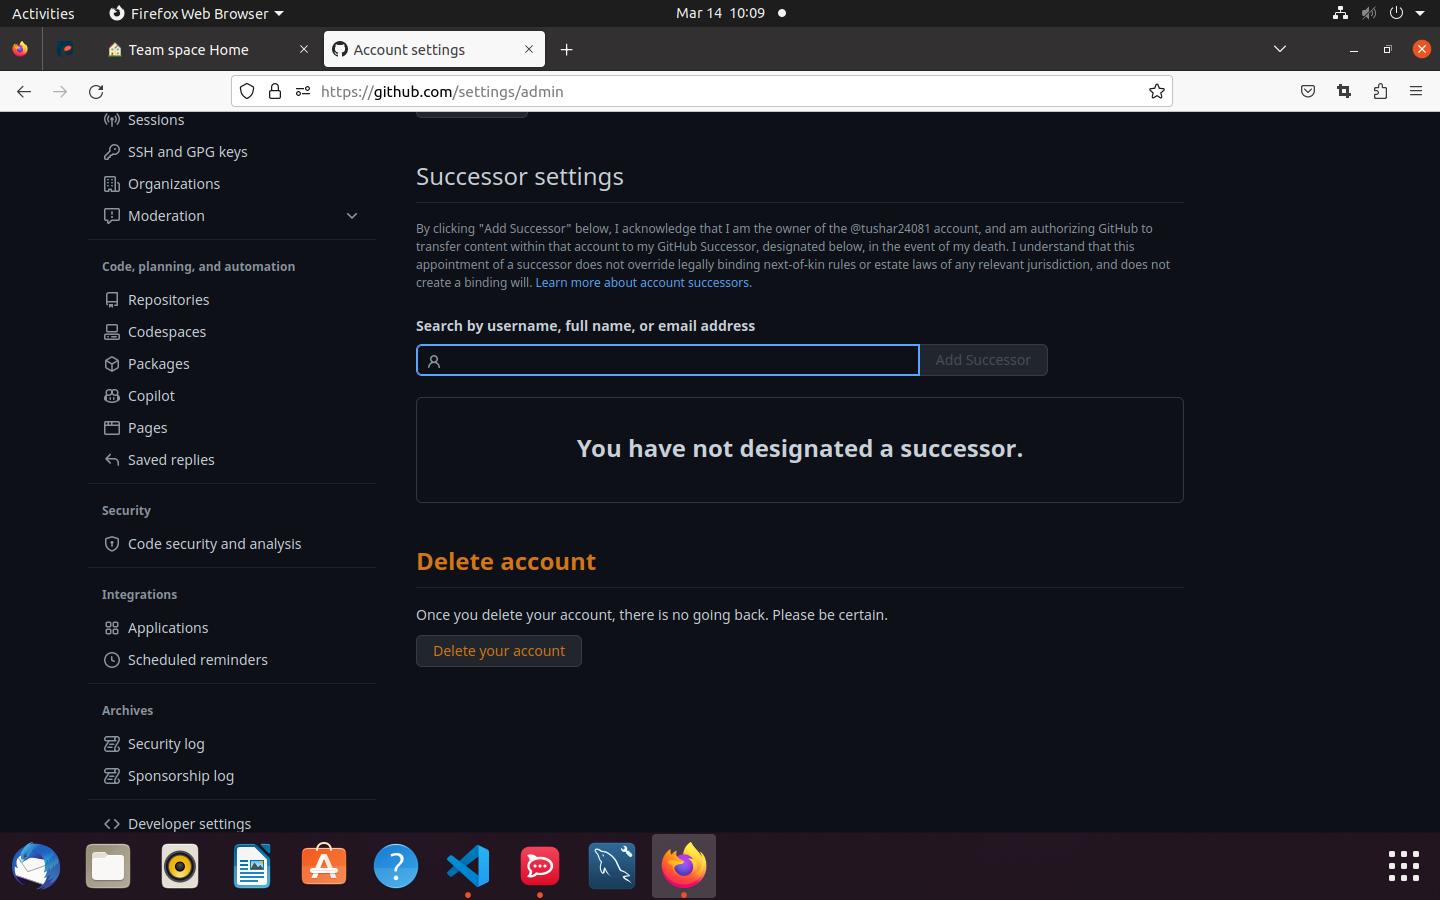 Activities
Firefox Web Browser
Mar 14 10:09
Team space Home
Account settings
https://github.com/settings/admin
Sessions
SSH and GPG keys
Organizations
Moderation
Code, planning, and automation
Repositories
Codespaces
Packages
Copilot
Pages
Saved replies
Security
Code security and analysis
Integrations
Applications
Scheduled reminders
Archives
Security log
Sponsorship log
Developer settings
Successor settings
By clicking "Add Successor" below, I acknowledge that I am the owner of the @tushar24081 account, and am authorizing GitHub to
transfer content within that account to my GitHub Successor, designated below, in the event of my death. I understand that this
appointment of a successor does not override legally binding next-of-kin rules or estate laws of any relevant jurisdiction, and does not
create a binding will. Learn more about account successors.
Search by username, full name, or email address
Add Successor
You have not designated a successor.
Delete account
Once you delete your account, there is no going back. Please be certain.
Delete your account